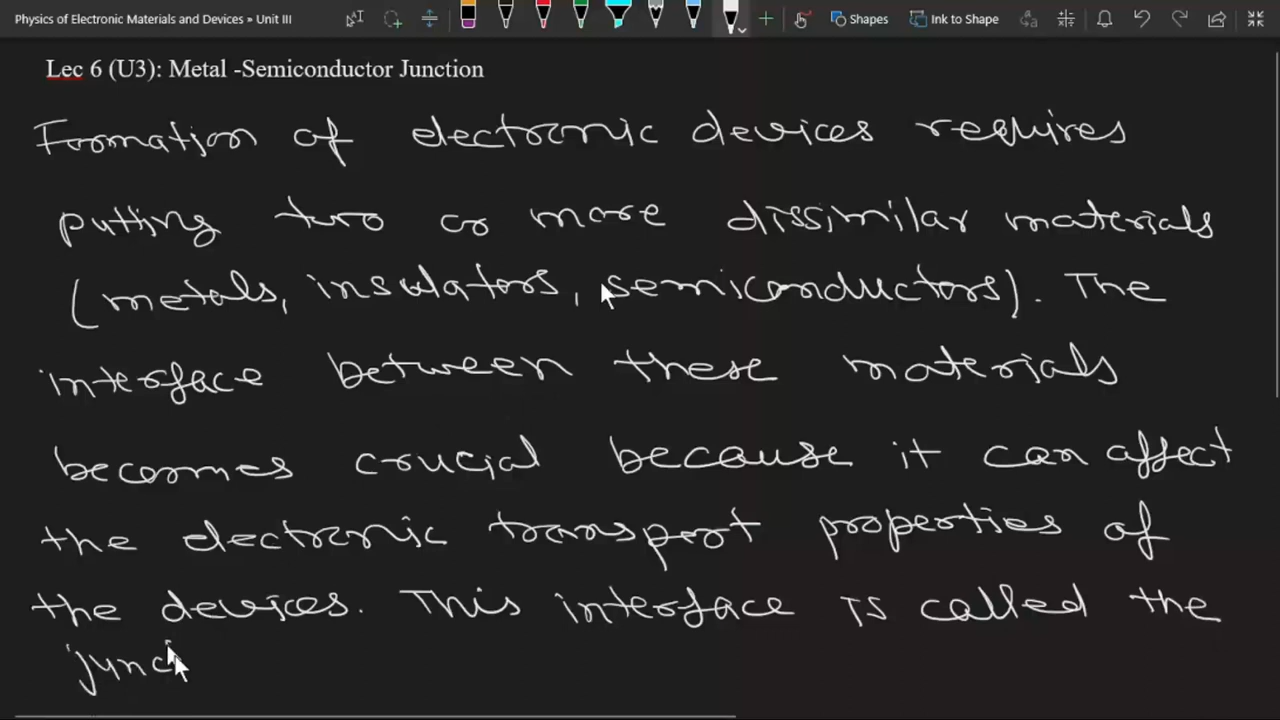 Physics of Electronic Materials and Devices » Unit III
Shapes
Ink to Shape
Lec 6 (U3): Metal -Semiconductor Junction
Formation of electronic devices requires
putting two or more dissimilar materials
(metals, insulators, semiconductors). The
interface between these materials
becomes crucial because it can affect
the electronic transport properties of
the devices. This interface is called the
junc